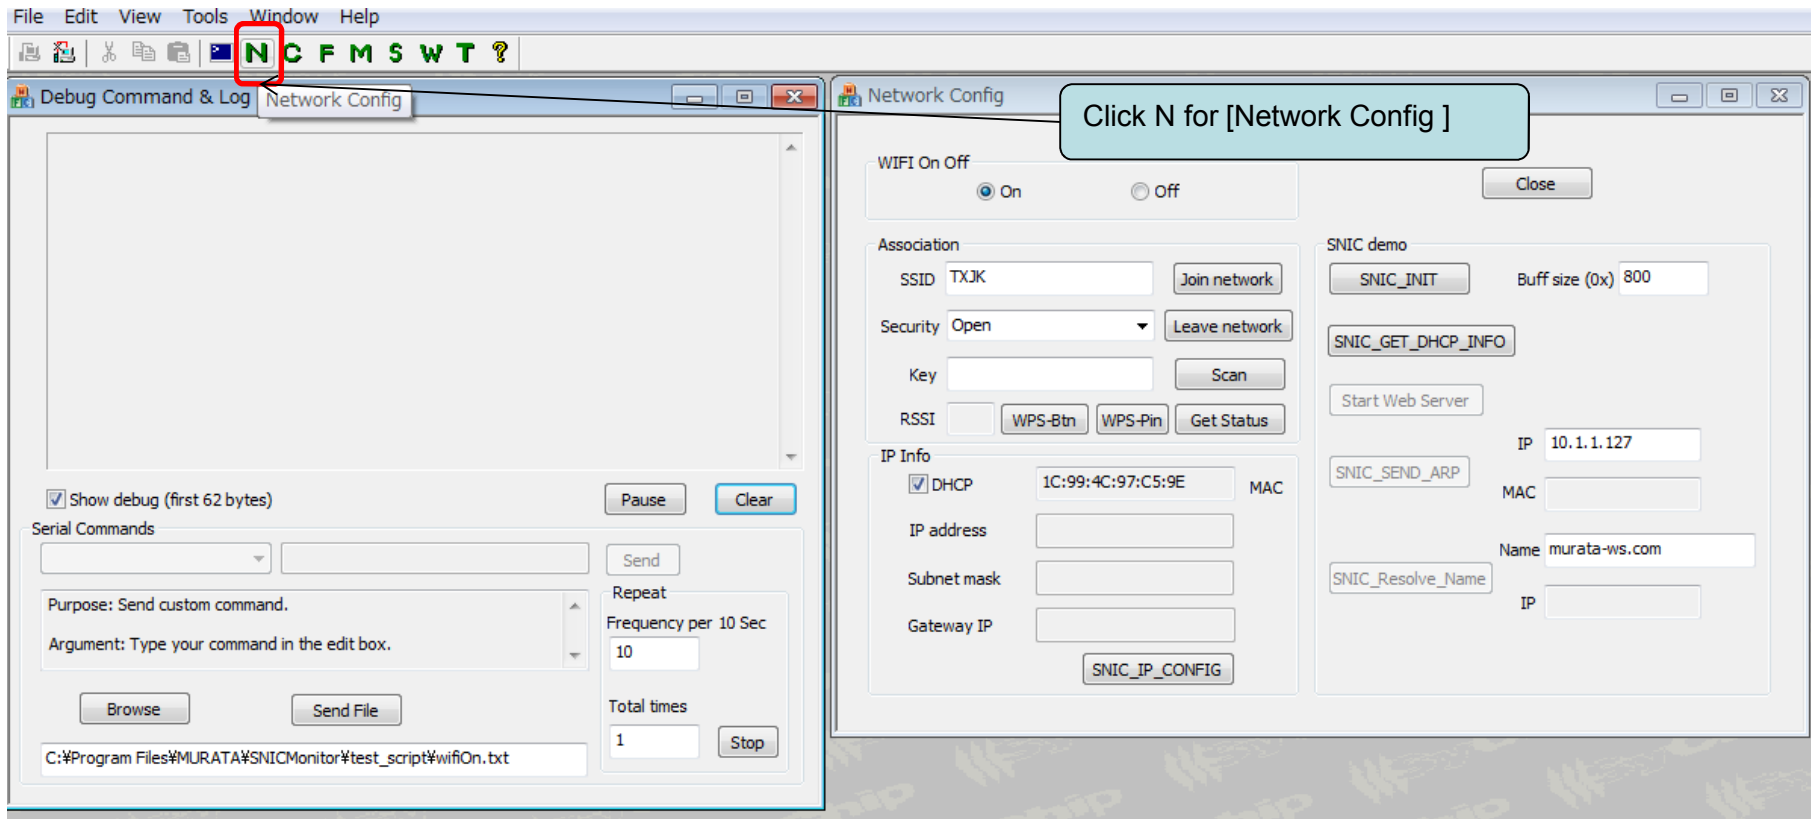 File Edit View Tools Window Help
N C F M S W T ?
Debug Command & Log
Network Config
Network Config
Click N for [Network Config ]
WIFI On Off
On
Off
Close
Association
SSID TXJK Join network
Security Open Leave network
Key Scan
RSSI WPS-Btn WPS-Pin Get Status
IP Info
DHCP 1C:99:4C:97:C5:9E MAC
IP address
Subnet mask
Gateway IP
SNIC_IP_CONFIG
SNIC demo
SNIC_INIT Buff size (0x) 800
SNIC_GET_DHCP_INFO
Start Web Server
IP 10.1.1.127
SNIC_SEND_ARP
MAC
Name murata-ws.com
SNIC_Resolve_Name
IP
Show debug (first 62 bytes)
Pause
Clear
Serial Commands
Send
Purpose: Send custom command.
Argument: Type your command in the edit box.
Repeat
Frequency per 10 Sec
10
Total times
1
Stop
Browse
Send File
C:¥Program Files¥MURATA¥SNICMonitor¥test_script¥wifiOn.txt